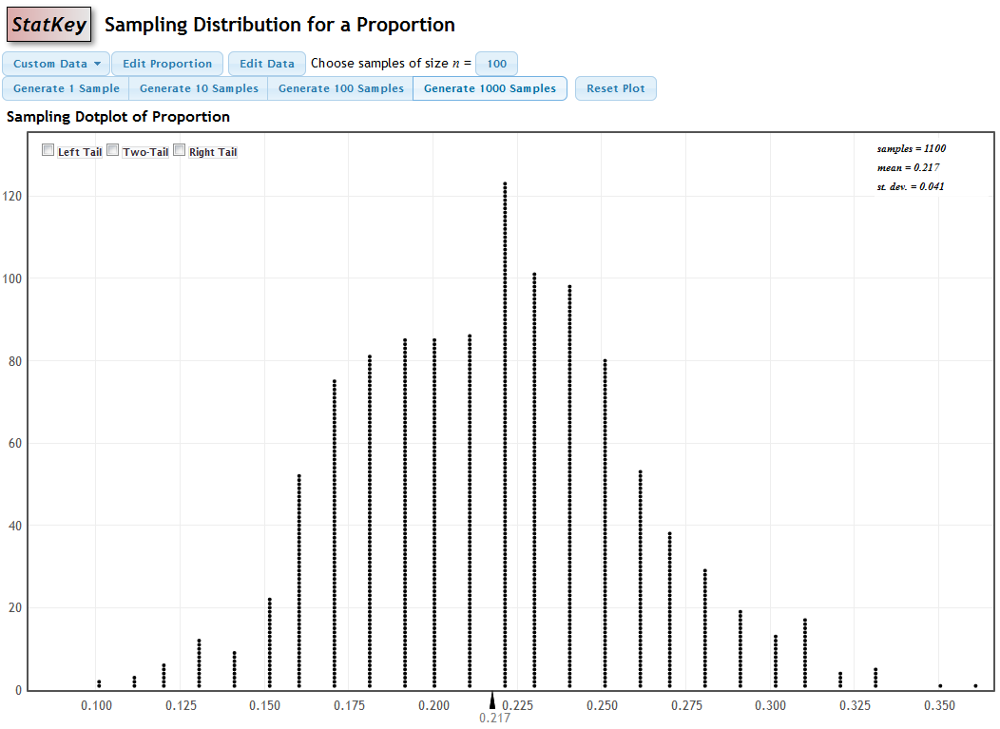 StatKey Sampling Distribution for a Proportion
Custom Data Edit Proportion Edit Data Choose samples of size n = 100
Generate 1 Sample Generate 10 Samples Generate 100 Samples Generate 1000 Samples Reset Plot
Sampling Dotplot of Proportion
Left Tail Two-Tail Right Tail
samples = 1100
mean = 0.217
st. dev. = 0.041
120
100
80
60
40
20
0
0.100 0.125 0.150 0.175 0.200 0.225 0.250 0.275 0.300 0.325 0.350
0.217